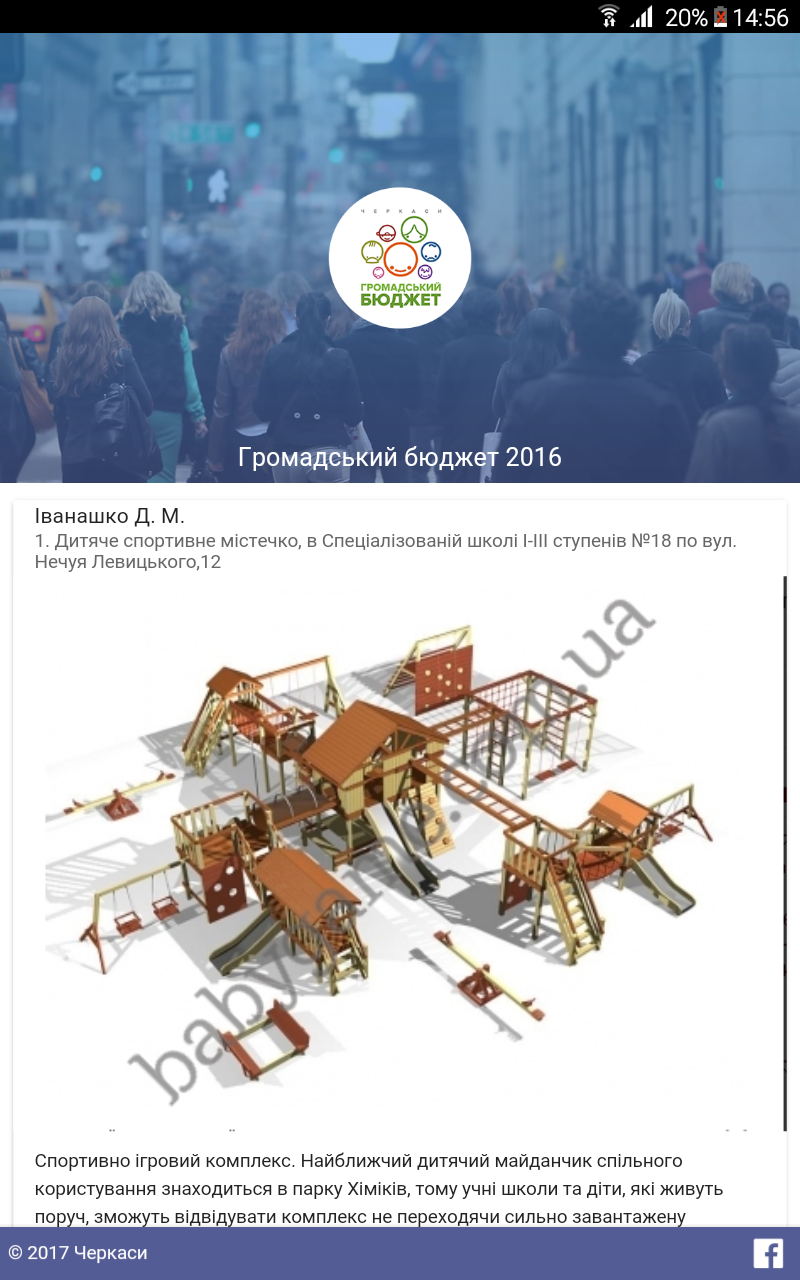 20% 14:56
ЧЕРКАСИ
ГРОМАДСЬКИЙ
БЮДЖЕТ
Громадський бюджет 2016
Іванашко Д. М.
1. Дитяче спортивне містечко, в Спеціалізованій школі І-ІІІ ступенів №18 по вул.
Нечуя Левицького,12
Спортивно ігровий комплекс. Найближчий дитячий майданчик спільного
користування знаходиться в парку Хіміків, тому учні школи та діти, які живуть
поруч, зможуть відвідувати комплекс не переходячи сильно завантажену
© 2017 Черкаси